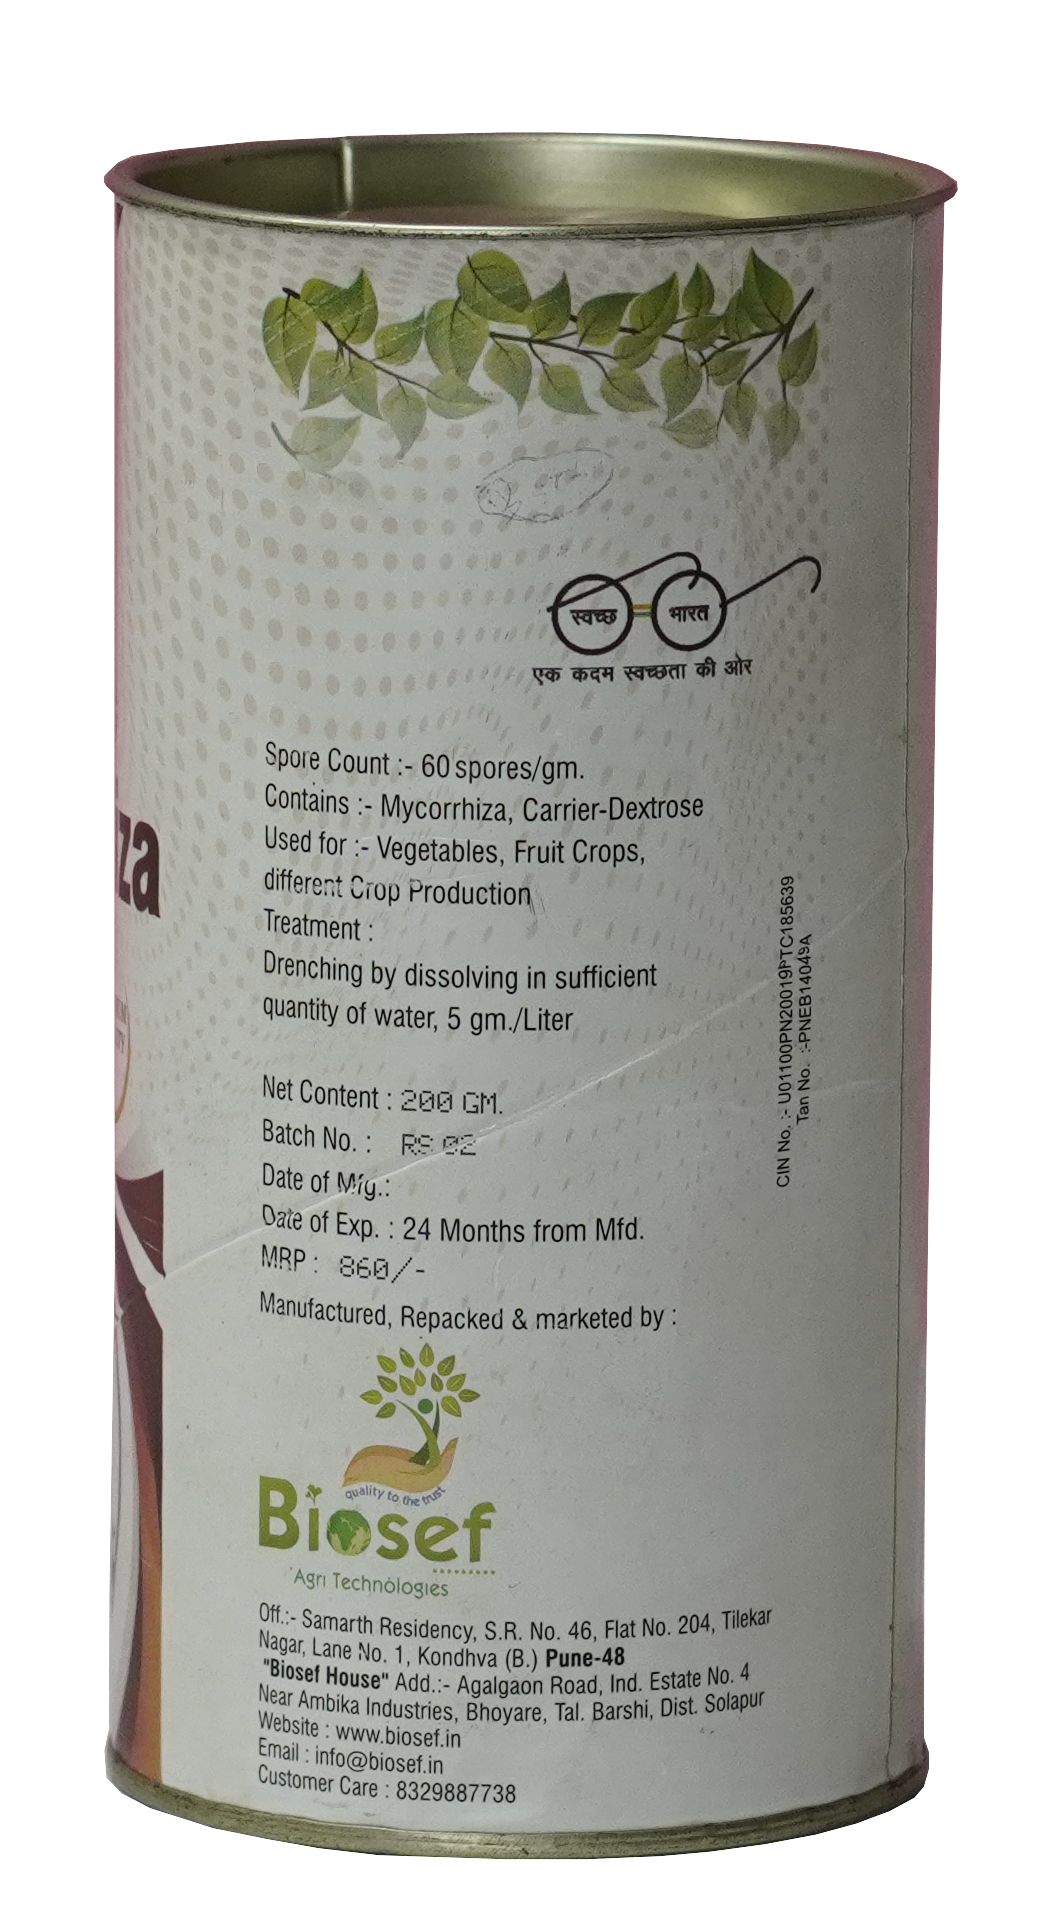 स्वच्छ भारत
एक कदम स्वच्छता की ओर
Spore Count :- 60 spores/gm.
Contains :- Mycorrhiza, Carrier-Dextrose
Used for :- Vegetables, Fruit Crops,
different Crop Production
Treatment :
Drenching by dissolving in sufficient
quantity of water, 5 gm./Liter
Net Content : 200 GM.
Batch No. : RS 02
Date of Mfg.:
Date of Exp. : 24 Months from Mfd.
MRP : 860/-
Manufactured, Repacked & marketed by :
quality to the trust
Biosef
Agri Technologies
Off.:- Samarth Residency, S.R. No. 46, Flat No. 204, Tilekar
Nagar, Lane No. 1, Kondhva (B.) Pune-48
"Biosef House" Add.:- Agalgaon Road, Ind. Estate No. 4
Near Ambika Industries, Bhoyare, Tal. Barshi, Dist. Solapur
Website : www.biosef.in
Email : info@biosef.in
Customer Care : 8329887738
CIN No. :- U01100PN20019PTC185639
Tan No. :-PNEB14049A
za